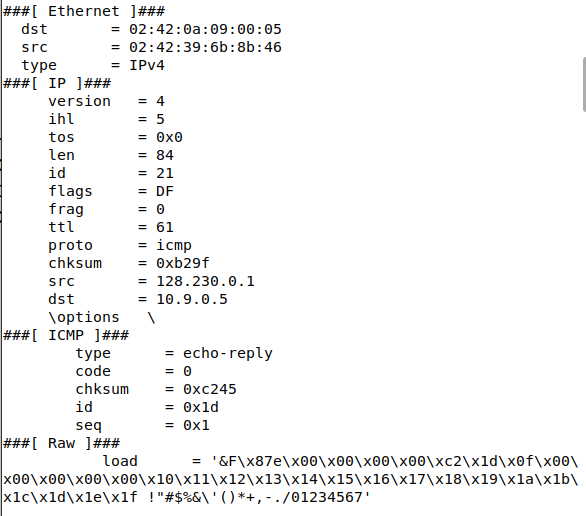 ###[ Ethernet ]###
  dst       = 02:42:0a:09:00:05
  src       = 02:42:39:6b:8b:46
  type      = IPv4
###[ IP ]###
     version   = 4
     ihl       = 5
     tos       = 0x0
     len       = 84
     id        = 21
     flags     = DF
     frag      = 0
     ttl       = 61
     proto     = icmp
     chksum    = 0xb29f
     src       = 128.230.0.1
     dst       = 10.9.0.5
     \options   \
###[ ICMP ]###
        type      = echo-reply
        code      = 0
        chksum    = 0xc245
        id        = 0x1d
        seq       = 0x1
###[ Raw ]###
           load      = '&F\x87e\x00\x00\x00\x00\xc2\x1d\x0f\x00\
x00\x00\x00\x00\x10\x11\x12\x13\x14\x15\x16\x17\x18\x19\x1a\x1b\
x1c\x1d\x1e\x1f !"#$%&\'()*+,-./01234567'